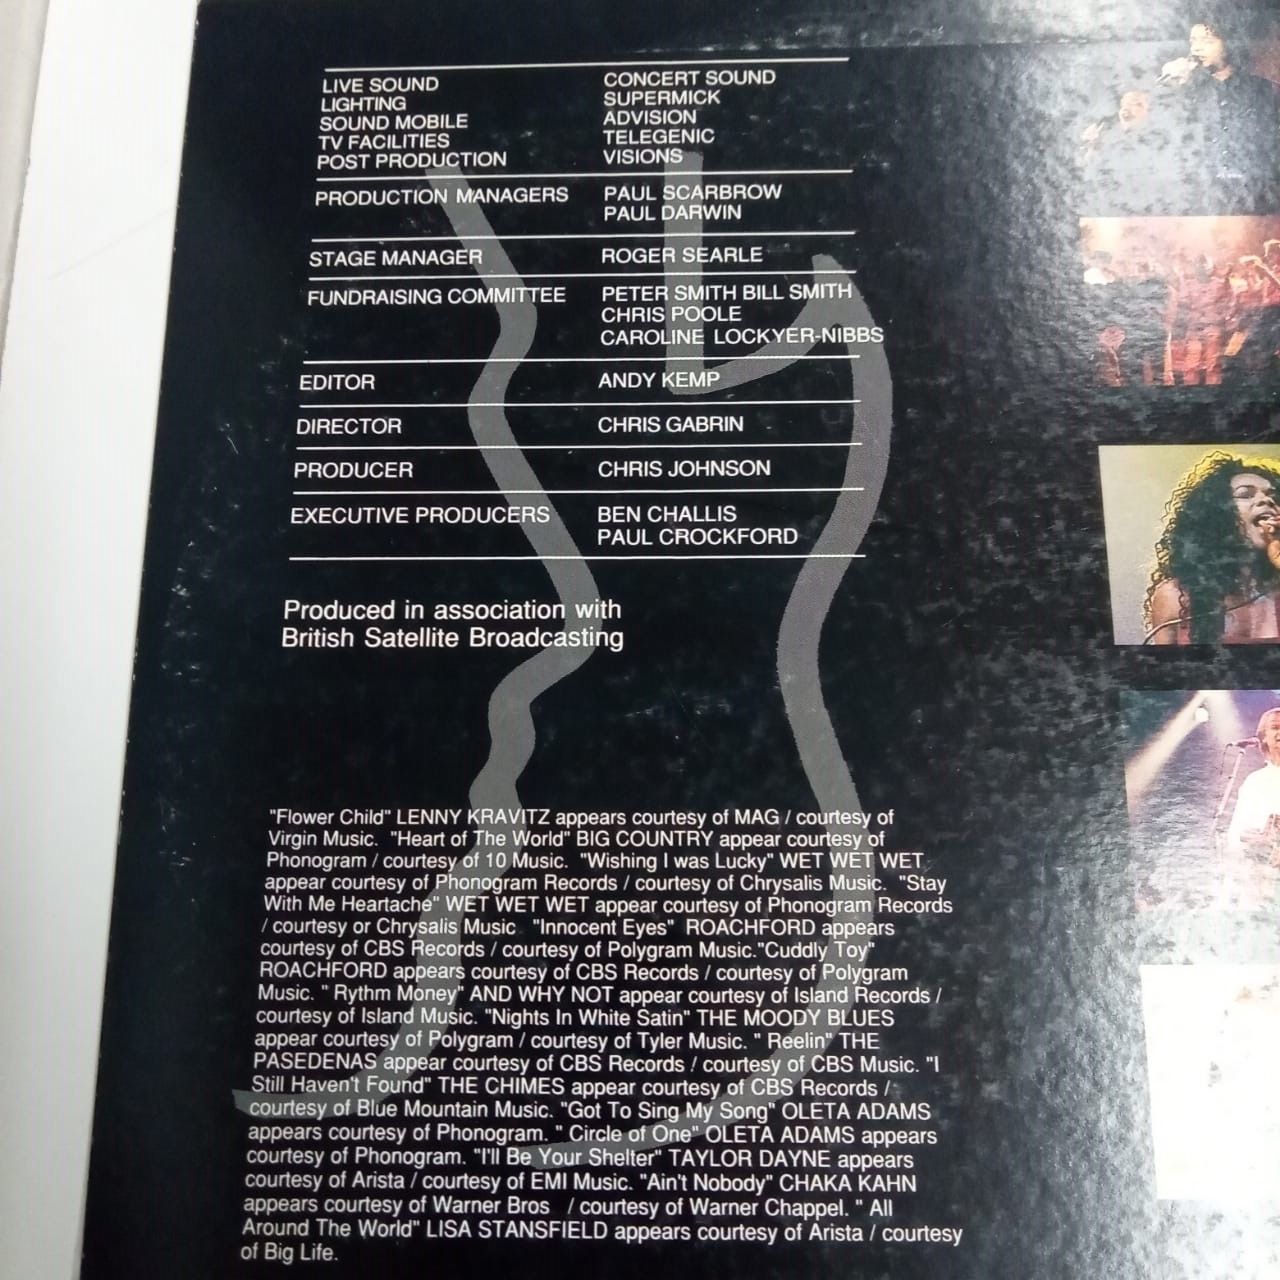 LIVE SOUND CONCERT SOUND
LIGHTING SUPERMICK
SOUND MOBILE ADVISION
TV FACILITIES TELEGENIC
POST PRODUCTION VISIONS
PRODUCTION MANAGERS PAUL SCARBROW
PAUL DARWIN
STAGE MANAGER ROGER SEARLE
FUNDRAISING COMMITTEE PETER SMITH BILL SMITH
CHRIS POOLE
CAROLINE LOCKYER-NIBBS
EDITOR ANDY KEMP
DIRECTOR CHRIS GABRIN
PRODUCER CHRIS JOHNSON
EXECUTIVE PRODUCERS BEN CHALLIS
PAUL CROCKFORD
Produced in association with
British Satellite Broadcasting
"Flower Child" LENNY KRAVITZ appears courtesy of MAG / courtesy of
Virgin Music. "Heart of The World" BIG COUNTRY appear courtesy of
Phonogram / courtesy of 10 Music. "Wishing I was Lucky" WET WET WET
appear courtesy of Phonogram Records / courtesy of Chrysalis Music. "Stay
With Me Heartache" WET WET WET appear courtesy of Phonogram Records
/ courtesy or Chrysalis Music "Innocent Eyes" ROACHFORD appears
courtesy of CBS Records / courtesy of Polygram Music."Cuddly Toy"
ROACHFORD appears courtesy of CBS Records / courtesy of Polygram
Music. " Rythm Money" AND WHY NOT appear courtesy of Island Records /
courtesy of Island Music. "Nights In White Satin" THE MOODY BLUES
appear courtesy of Polygram / courtesy of Tyler Music. " Reelin" THE
PASEDENAS appear courtesy of CBS Records / courtesy of CBS Music. "I
Still Haven't Found" THE CHIMES appear courtesy of CBS Records /
courtesy of Blue Mountain Music. "Got To Sing My Song" OLETA ADAMS
appears courtesy of Phonogram. " Circle of One" OLETA ADAMS appears
courtesy of Phonogram. "I'll Be Your Shelter" TAYLOR DAYNE appears
courtesy of Arista / courtesy of EMI Music. "Ain't Nobody" CHAKA KAHN
appears courtesy of Warner Bros / courtesy of Warner Chappel. " All
Around The World" LISA STANSFIELD appears courtesy of Arista / courtesy
of Big Life.